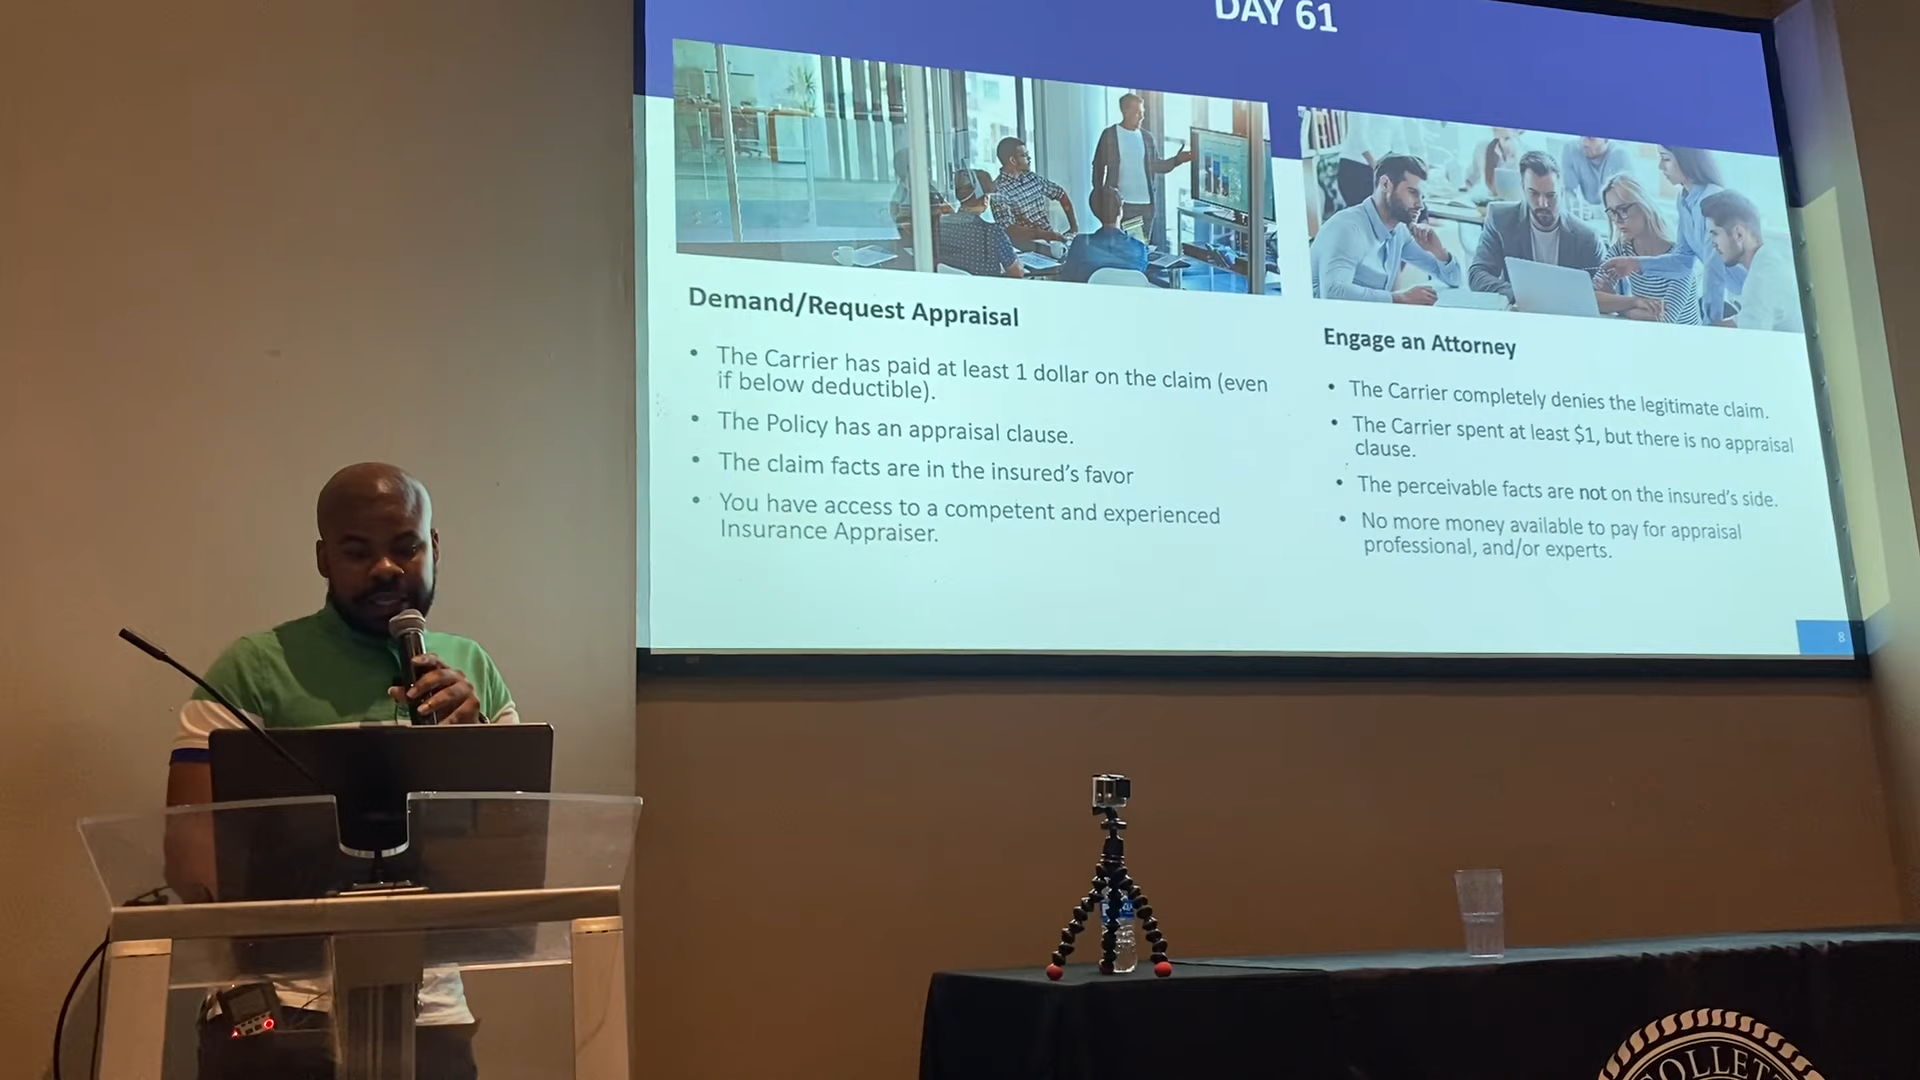 DAY 61
Demand/Request Appraisal
• The Carrier has paid at least 1 dollar on the claim (even
if below deductible).
• The Policy has an appraisal clause.
• The claim facts are in the insured's favor
• You have access to a competent and experienced
Insurance Appraiser.
Engage an Attorney
• The Carrier completely denies the legitimate claim.
• The Carrier spent at least $1, but there is no appraisal
clause.
• The perceivable facts are not on the insured's side.
• No more money available to pay for appraisal
professional, and/or experts.
8